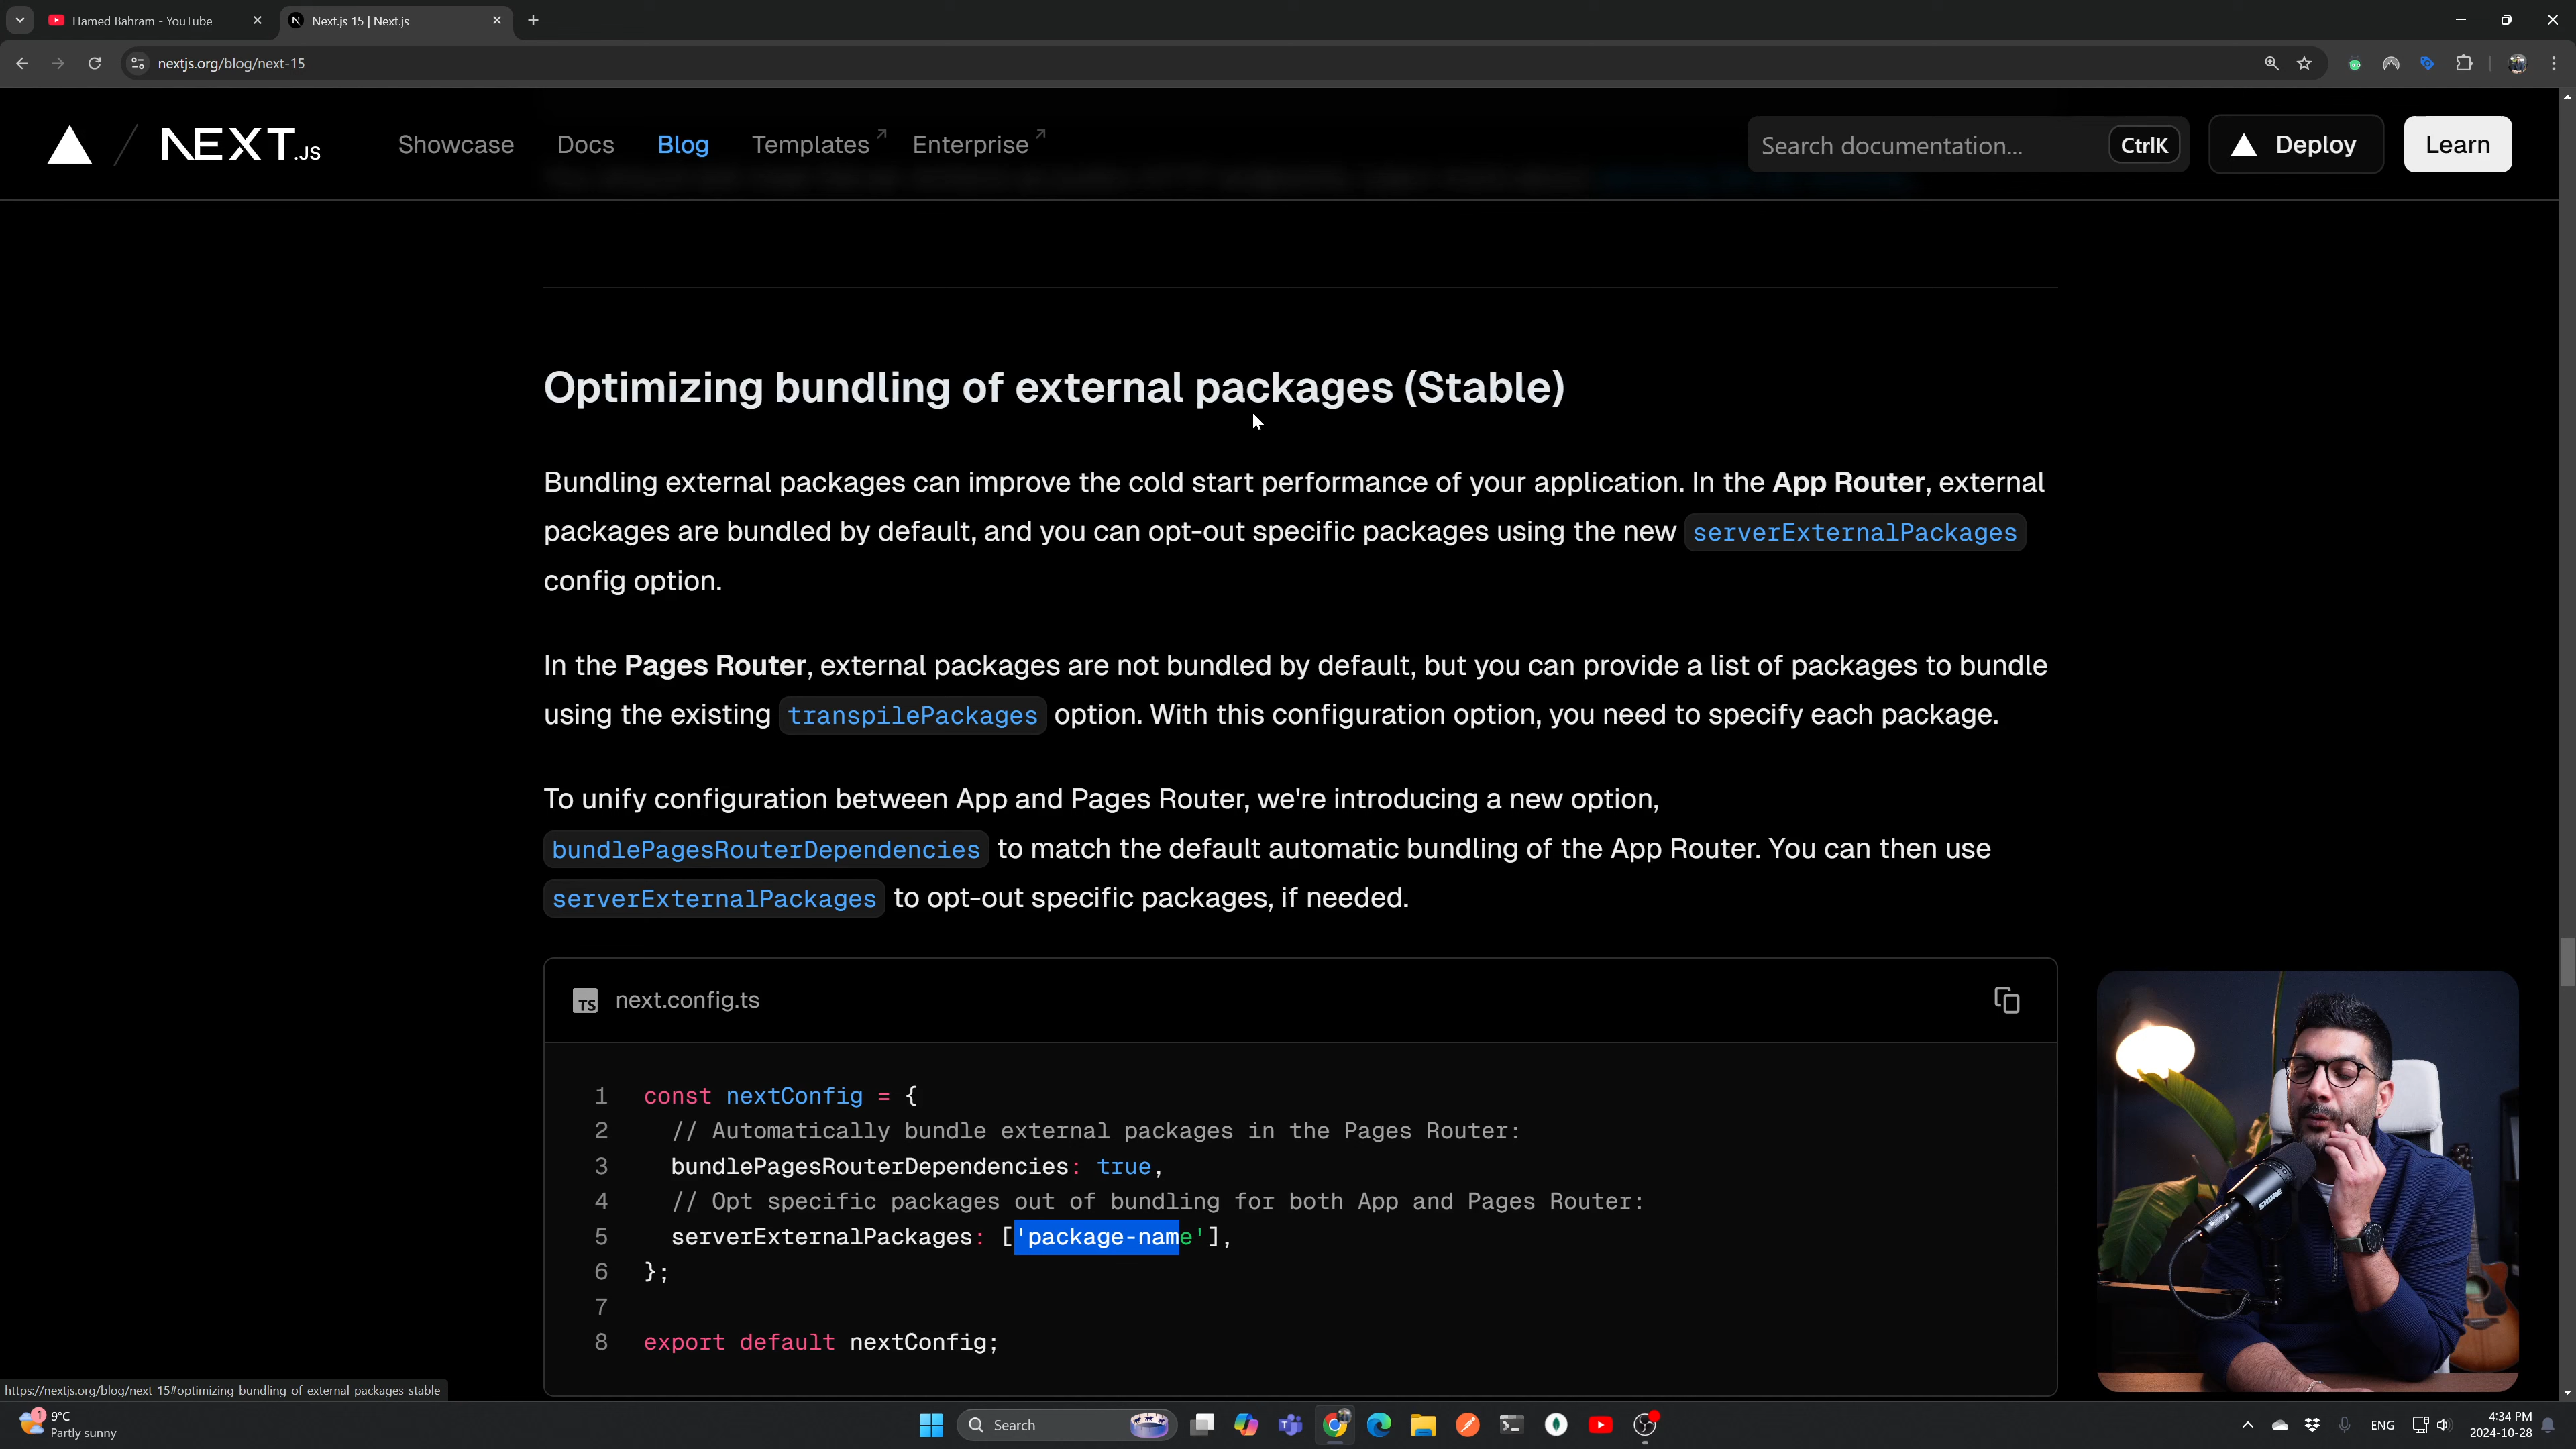 Hamed Bahram - YouTube
Next.js 15 | Next.js
nextjs.org/blog/next-15
NEXT.JS
Showcase
Docs
Blog
Templates
Enterprise
Search documentation...
CtrlK
Deploy
Learn
Optimizing bundling of external packages (Stable)
Bundling external packages can improve the cold start performance of your application. In the App Router, external
packages are bundled by default, and you can opt-out specific packages using the new serverExternalPackages
config option.
In the Pages Router, external packages are not bundled by default, but you can provide a list of packages to bundle
using the existing transpilePackages option. With this configuration option, you need to specify each package.
To unify configuration between App and Pages Router, we're introducing a new option,
bundlePagesRouterDependencies to match the default automatic bundling of the App Router. You can then use
serverExternalPackages to opt-out specific packages, if needed.
TS next.config.ts
1 const nextConfig = {
2 // Automatically bundle external packages in the Pages Router:
3 bundlePagesRouterDependencies: true,
4 // Opt specific packages out of bundling for both App and Pages Router:
5 serverExternalPackages: ['package-name'],
6 };
7
8 export default nextConfig;
SHURE
https://nextjs.org/blog/next-15#optimizing-bundling-of-external-packages-stable
1
9°C
Partly sunny
Search
ENG
4:34 PM
2024-10-28